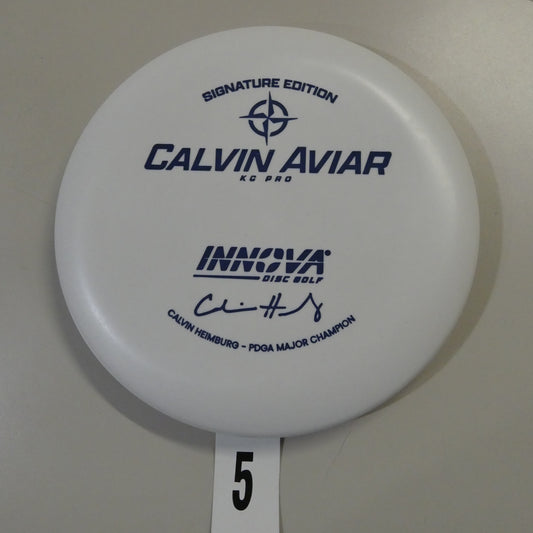 SIGNATURE EDITION
CALVIN AVIAR
KC PRO
INNOVA®
DISC GOLF
CALVIN HEIMBURG - PDGA MAJOR CHAMPION
5